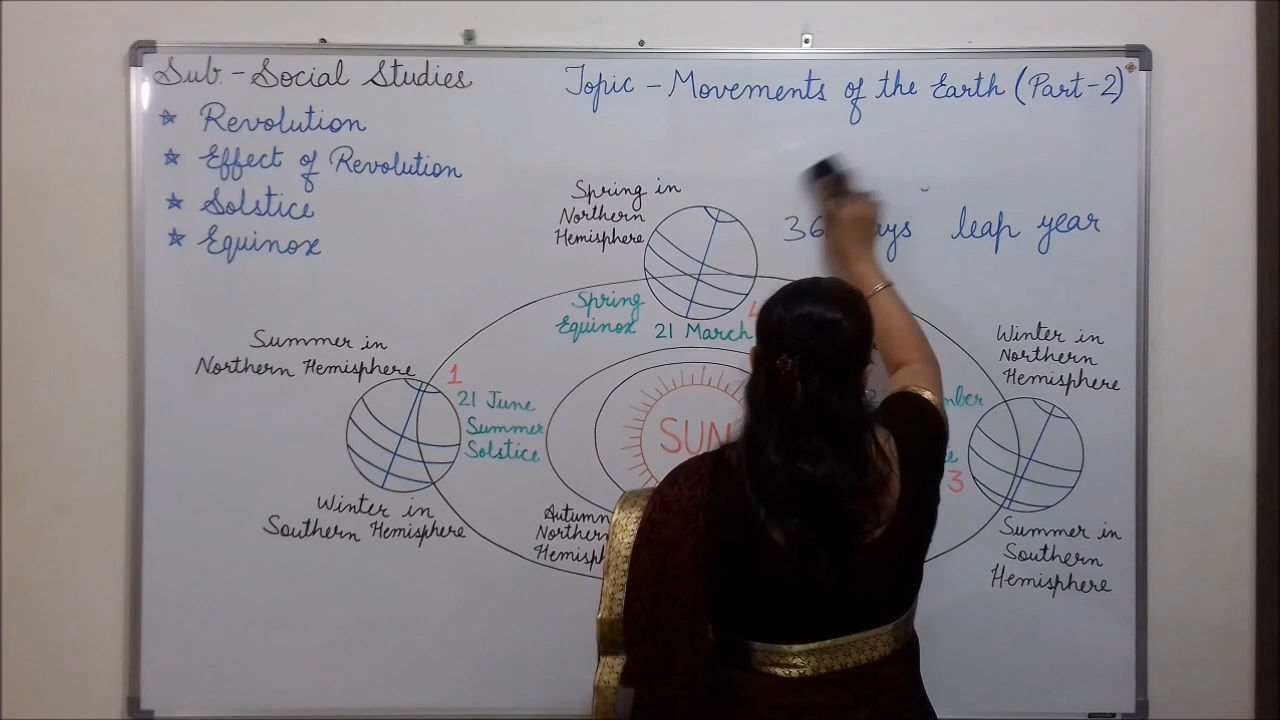 Sub. - Social Studies
Topic - Movements of the Earth (Part-2)
☆ Revolution
☆ Effect of Revolution
☆ Solstice
☆ Equinox
Spring in
Northern
Hemisphere
leap year
Spring
Equinox
21 March
Summer in
Northern Hemisphere
1
21 June
Summer
Solstice
Winter in
Southern Hemisphere
SUN
Autumn
Winter in
Northern
Hemisphere
3
Summer in
Southern
Hemisphere